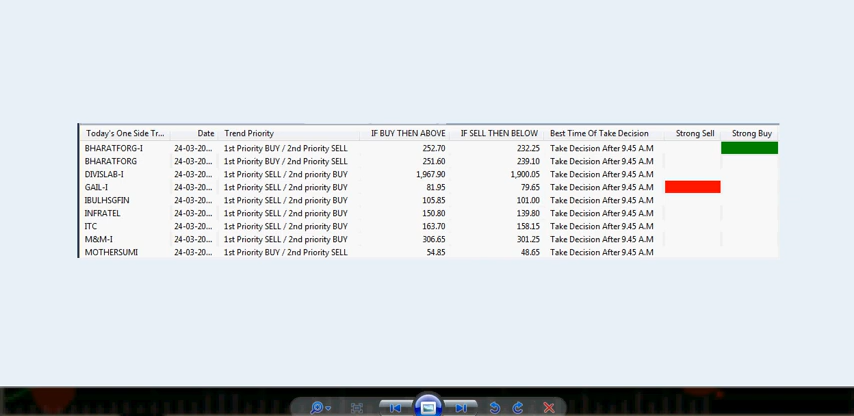 Today's One Side Tr... Date Trend Priority IF BUY THEN ABOVE IF SELL THEN BELOW Best Time Of Take Decision Strong Sell Strong Buy
BHARATFORG-I 24-03-20... 1st Priority BUY / 2nd Priority SELL 252.70 232.25 Take Decision After 9.45 A.M
BHARATFORG 24-03-20... 1st Priority BUY / 2nd Priority SELL 251.60 239.10 Take Decision After 9.45 A.M
DIVISLAB-I 24-03-20... 1st Priority SELL / 2nd priority BUY 1,967.90 1,900.05 Take Decision After 9.45 A.M
GAIL-I 24-03-20... 1st Priority SELL / 2nd priority BUY 81.95 79.65 Take Decision After 9.45 A.M
IBULHSGFIN 24-03-20... 1st Priority SELL / 2nd priority BUY 105.85 101.00 Take Decision After 9.45 A.M
INFRATEL 24-03-20... 1st Priority SELL / 2nd priority BUY 150.80 139.80 Take Decision After 9.45 A.M
ITC 24-03-20... 1st Priority SELL / 2nd priority BUY 163.70 158.15 Take Decision After 9.45 A.M
M&M-I 24-03-20... 1st Priority SELL / 2nd priority BUY 306.65 301.25 Take Decision After 9.45 A.M
MOTHERSUMI 24-03-20... 1st Priority BUY / 2nd Priority SELL 54.85 48.65 Take Decision After 9.45 A.M